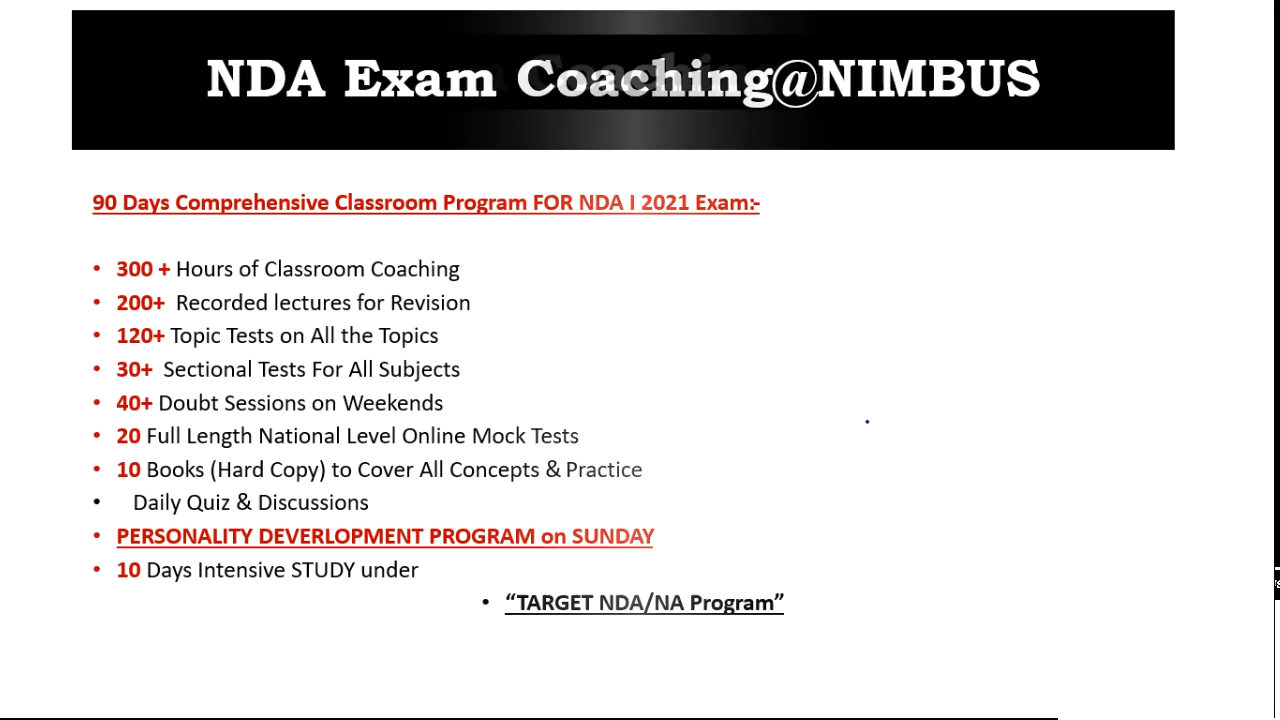 NDA Exam Coaching@NIMBUS
90 Days Comprehensive Classroom Program FOR NDA I 2021 Exam:-
• 300 + Hours of Classroom Coaching
• 200+ Recorded lectures for Revision
• 120+ Topic Tests on All the Topics
• 30+ Sectional Tests For All Subjects
• 40+ Doubt Sessions on Weekends
• 20 Full Length National Level Online Mock Tests
• 10 Books (Hard Copy) to Cover All Concepts & Practice
• Daily Quiz & Discussions
• PERSONALITY DEVERLOPMENT PROGRAM on SUNDAY
• 10 Days Intensive STUDY under
• “TARGET NDA/NA Program”